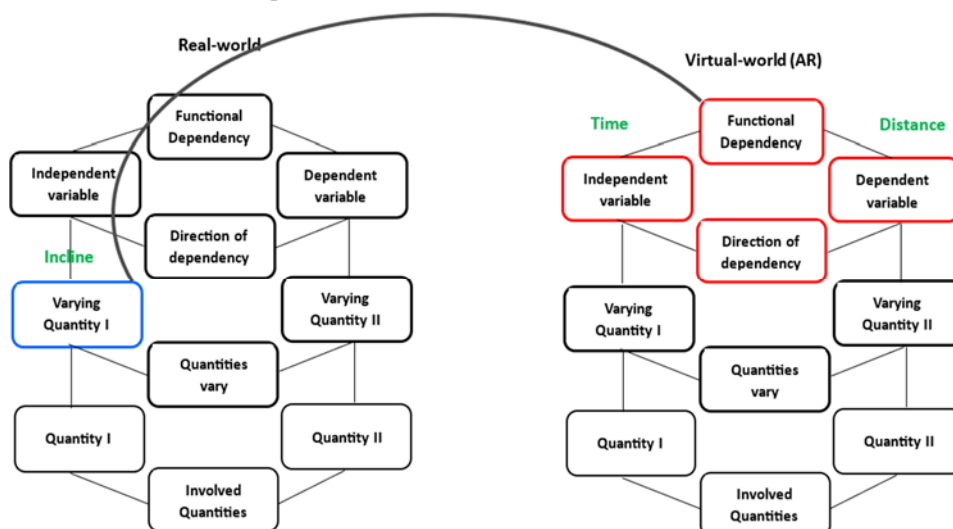 Real-world
Virtual-world (AR)
Functional
Dependency
Functional
Dependency
Time
Distance
Independent
variable
Dependent
variable
Independent
variable
Dependent
variable
Direction of
dependency
Direction of
dependency
Incline
Varying
Quantity I
Varying
Quantity II
Varying
Quantity I
Varying
Quantity II
Quantities
vary
Quantities
vary
Quantity I
Quantity II
Quantity I
Quantity II
Involved
Quantities
Involved
Quantities